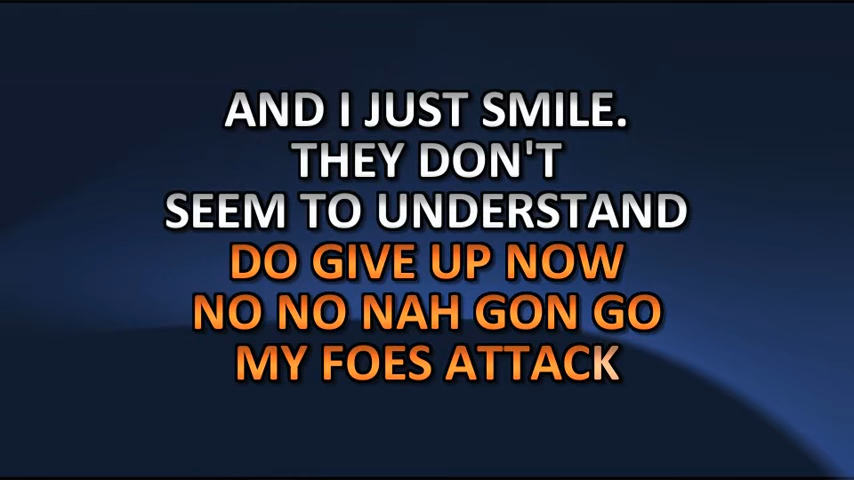 AND I JUST SMILE.
THEY DON'T
SEEM TO UNDERSTAND
DO GIVE UP NOW
NO NO NAH GON GO
MY FOES ATTACK